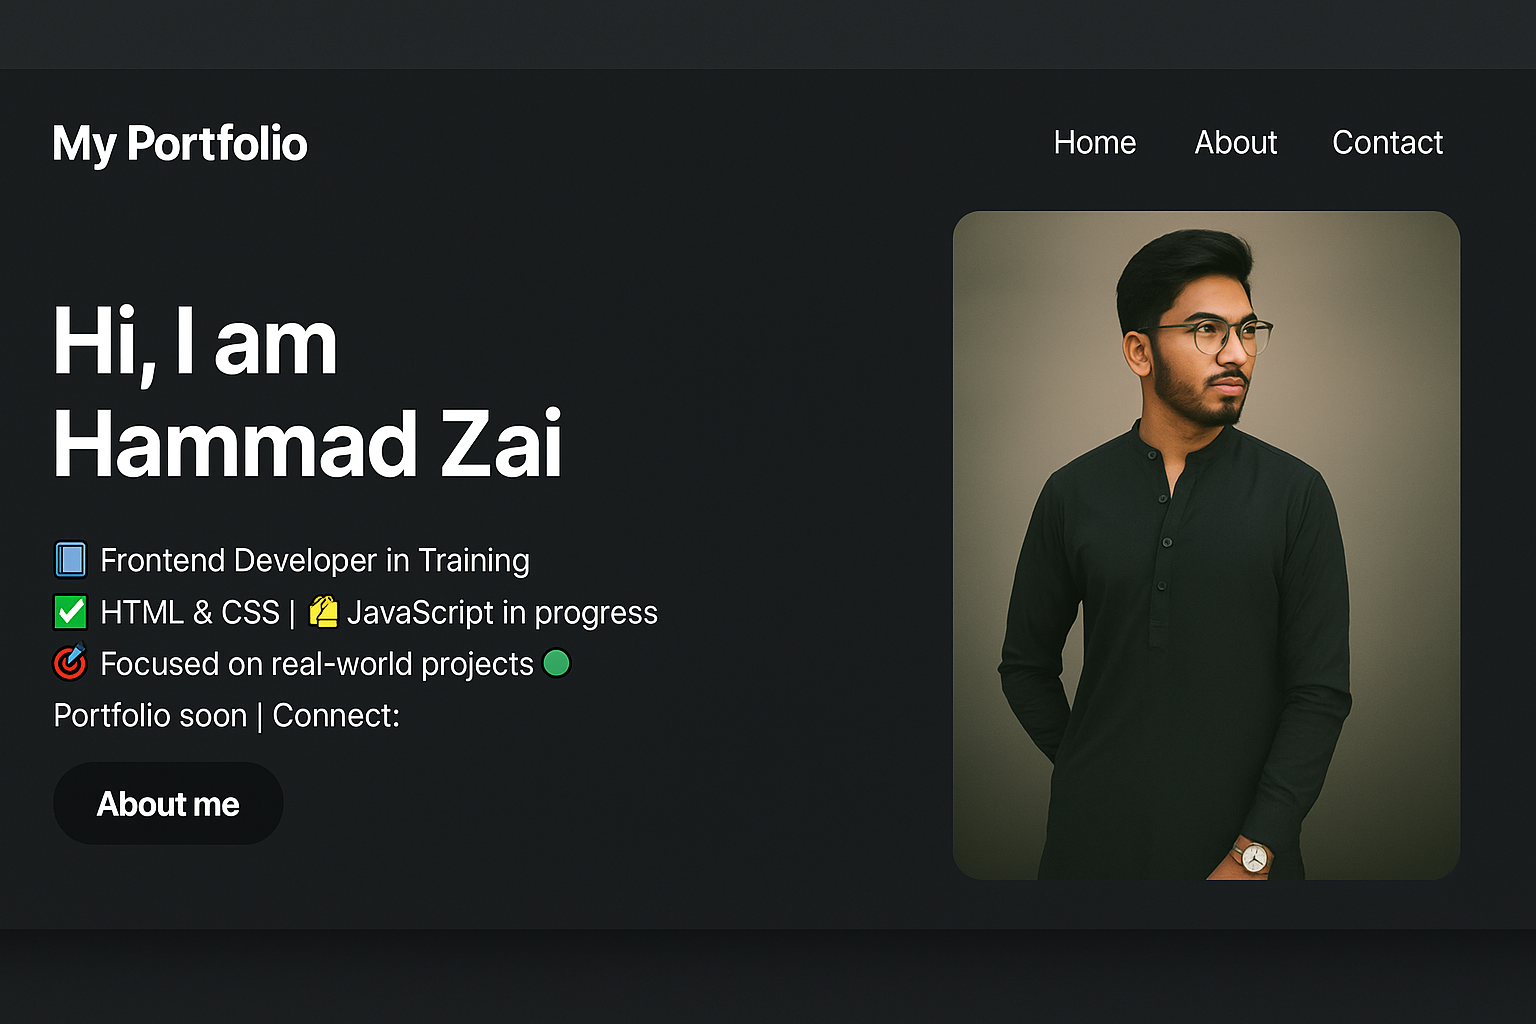 My Portfolio
Home About Contact
Hi, I am
Hammad Zai
Frontend Developer in Training
HTML & CSS | JavaScript in progress
Focused on real-world projects
Portfolio soon | Connect:
About me